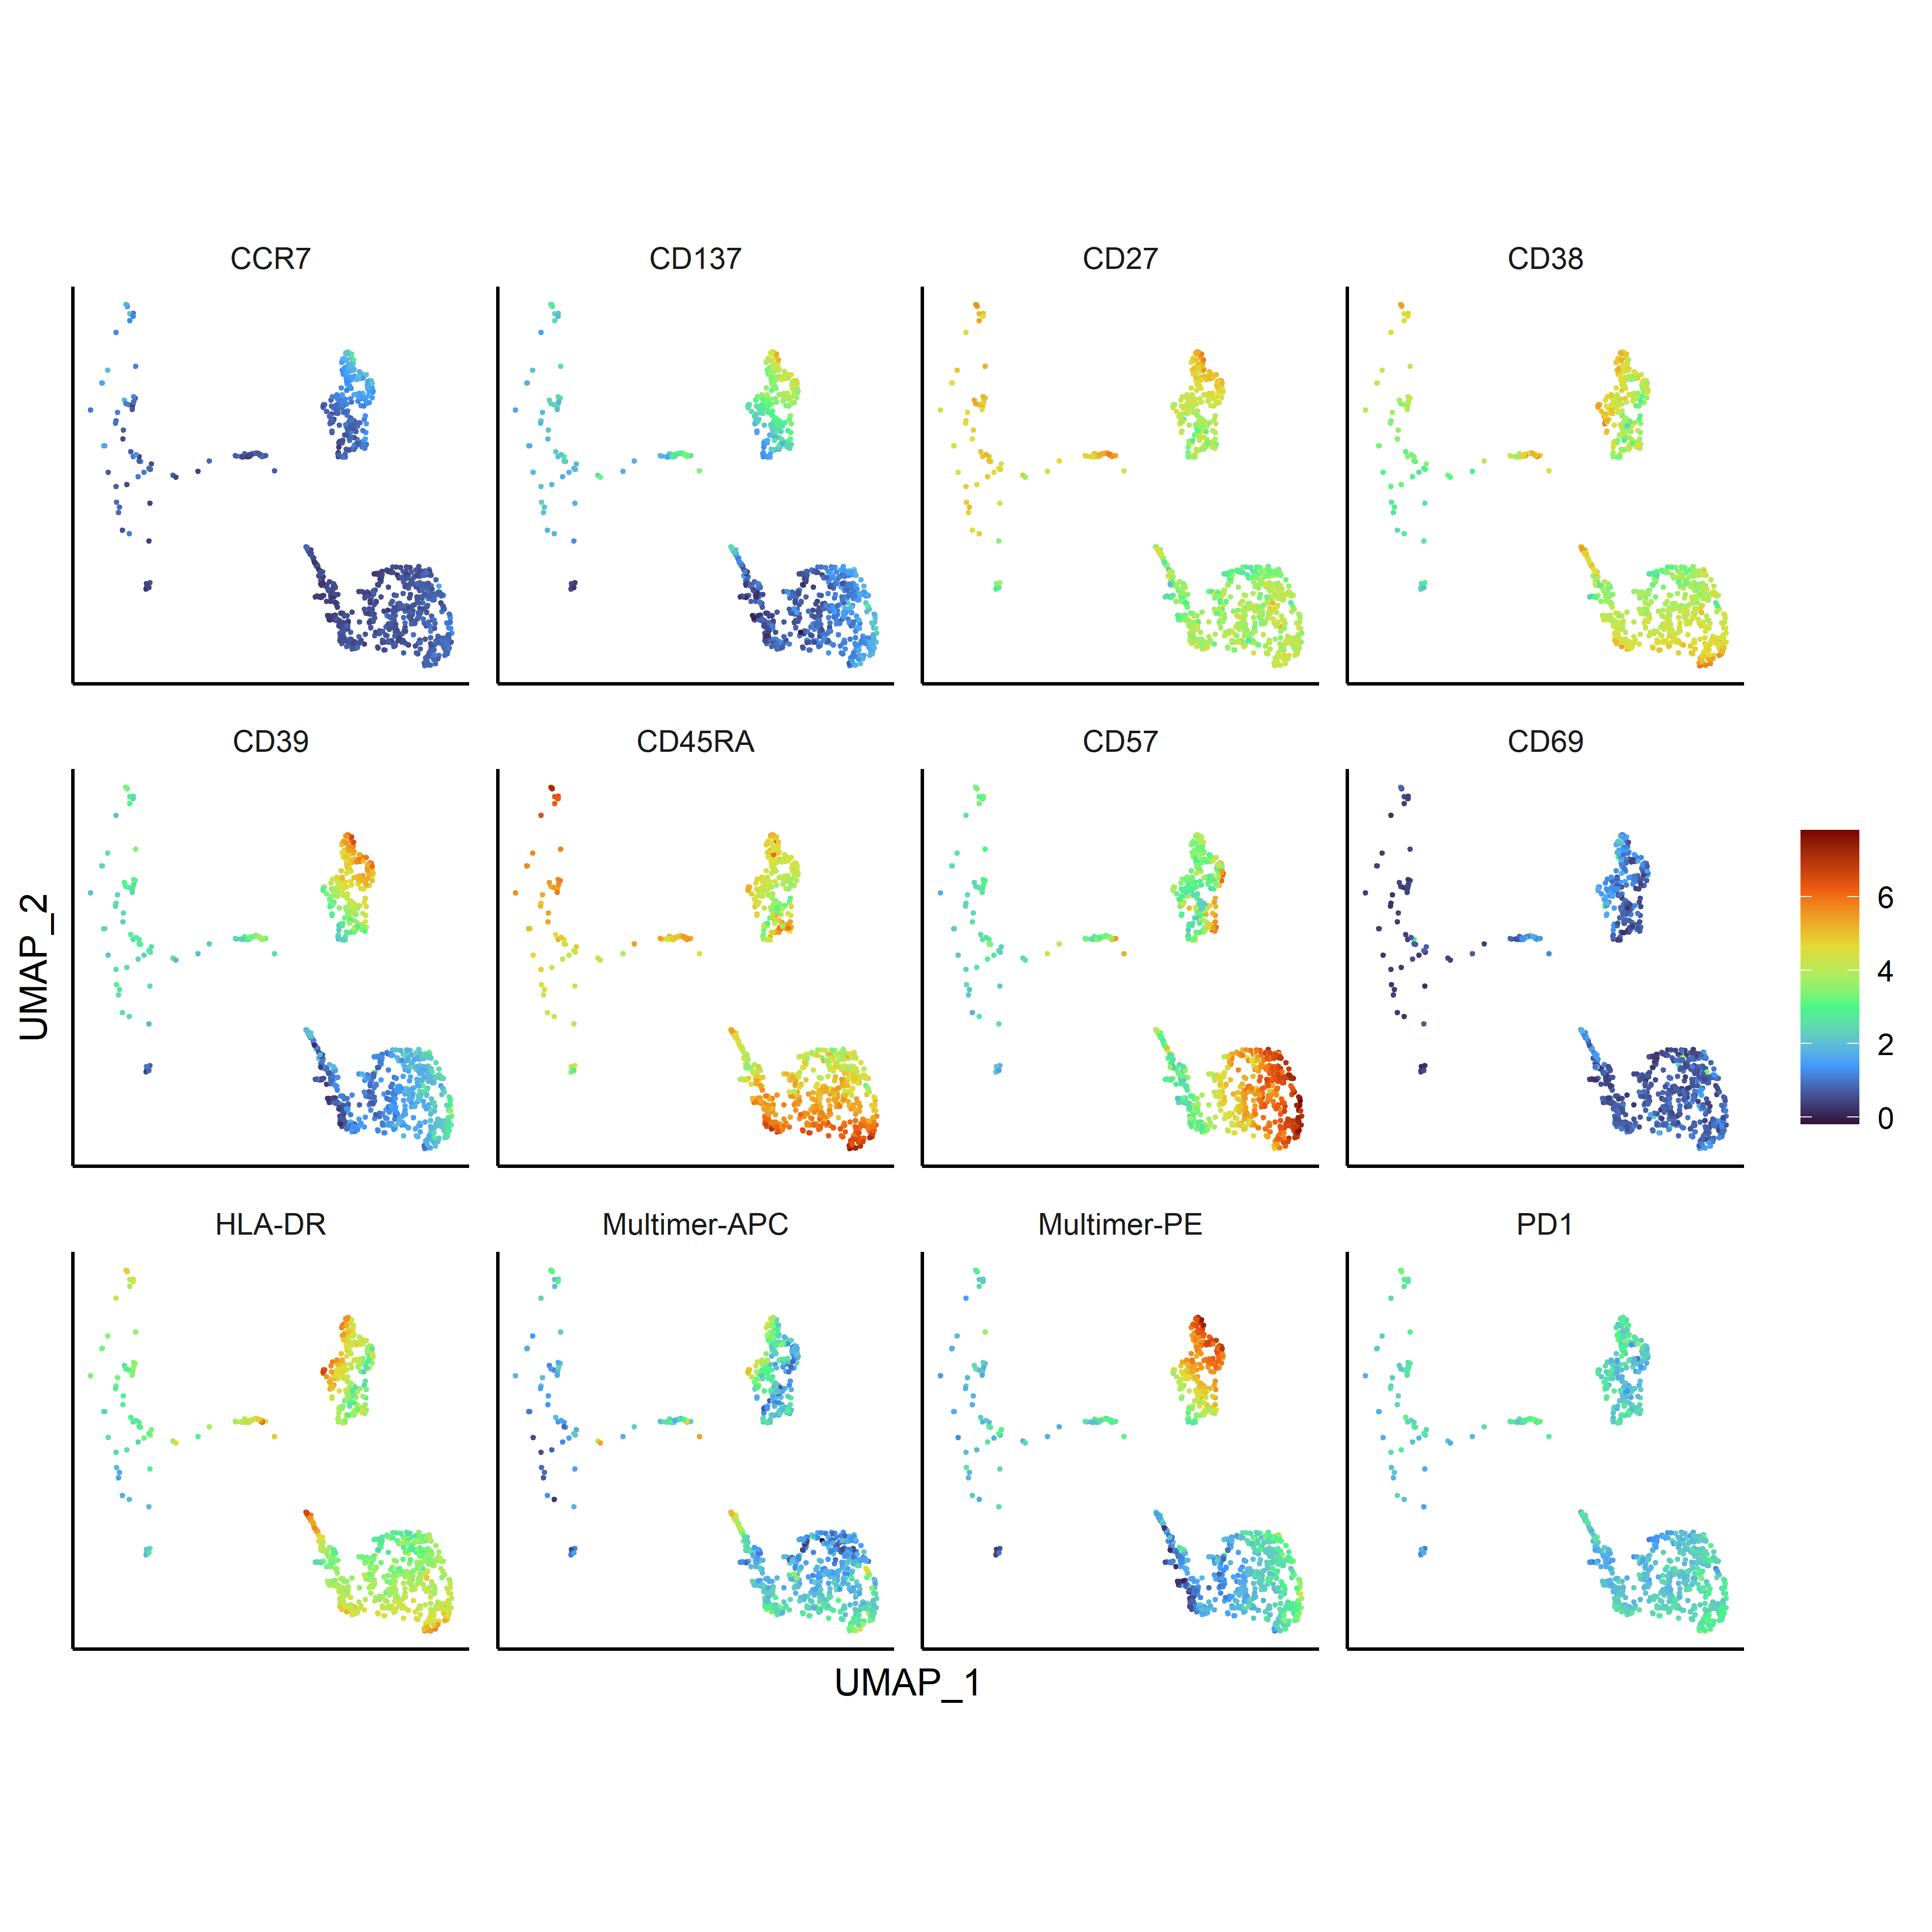 CCR7 CD137 CD27 CD38
CD39 CD45RA CD57 CD69
UMAP_2
6
4
2
0
HLA-DR Multimer-APC Multimer-PE PD1
UMAP_1